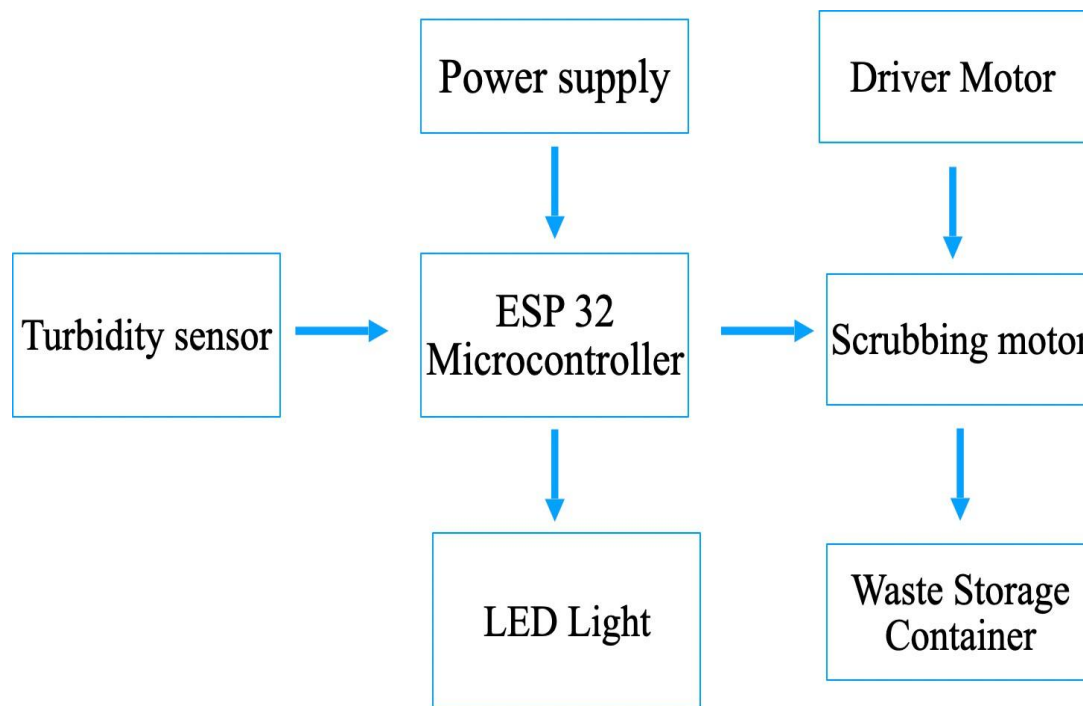 Power supply
Driver Motor
Turbidity sensor
ESP 32
Microcontroller
Scrubbing motor
LED Light
Waste Storage
Container